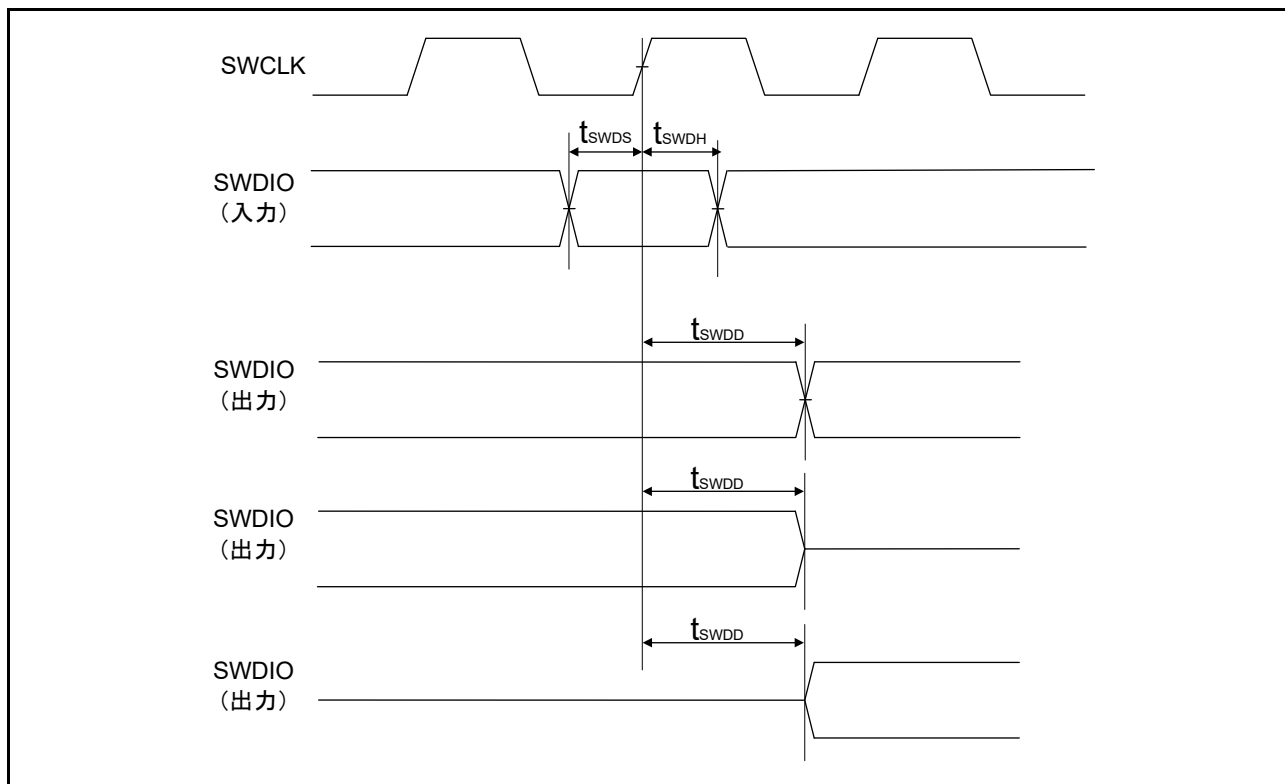 SWCLK
tSWDS
tSWDH
SWDIO
（入力）
tSWDD
SWDIO
（出力）
tSWDD
SWDIO
（出力）
tSWDD
SWDIO
（出力）